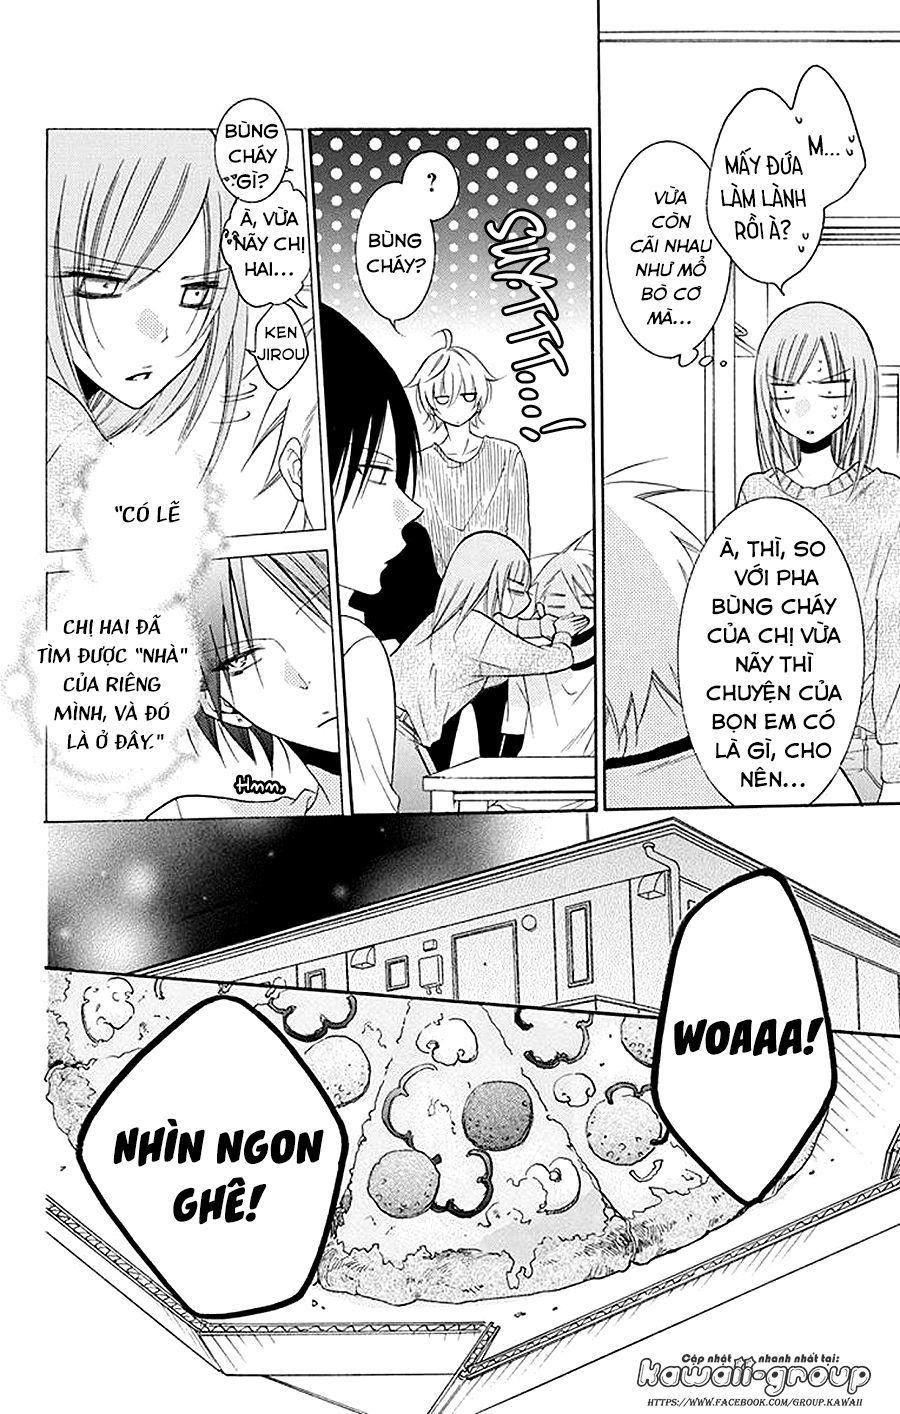 M...
MẤY ĐỨA
LÀM LÀNH
RỒI À?
VỪA
CÒN
CÃI NHAU
NHƯ MỔ
BÒ CƠ
MÀ...
À, THÌ, SO
VỚI PHA
BÙNG CHÁY
CỦA CHỊ VỪA
NÃY THÌ
CHUYỆN CỦA
BỌN EM CÓ
LÀ GÌ, CHO
NÊN...
SUYTTT...!
?
BÙNG
CHÁY?
BÙNG
CHÁY
GÌ?
À, VỪA
NÃY CHỊ
HAI...
KEN
JIROU
"CÓ LẼ
CHỊ HAI ĐÃ
TÌM ĐƯỢC "NHÀ"
CỦA RIÊNG
MÌNH, VÀ ĐÓ
LÀ Ở ĐÂY."
Hmm.
WOAAA!
NHÌN NGON
GHÊ!
Cập nhật nhanh nhất tại:
kawaii-group
HTTPS://WWW.FACEBOOK.COM/GROUP.KAWAII